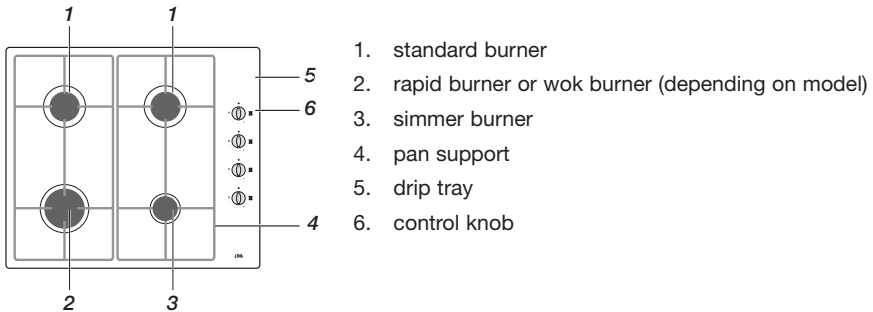 1 1
5
6
4
2 3
1. standard burner
2. rapid burner or wok burner (depending on model)
3. simmer burner
4. pan support
5. drip tray
6. control knob